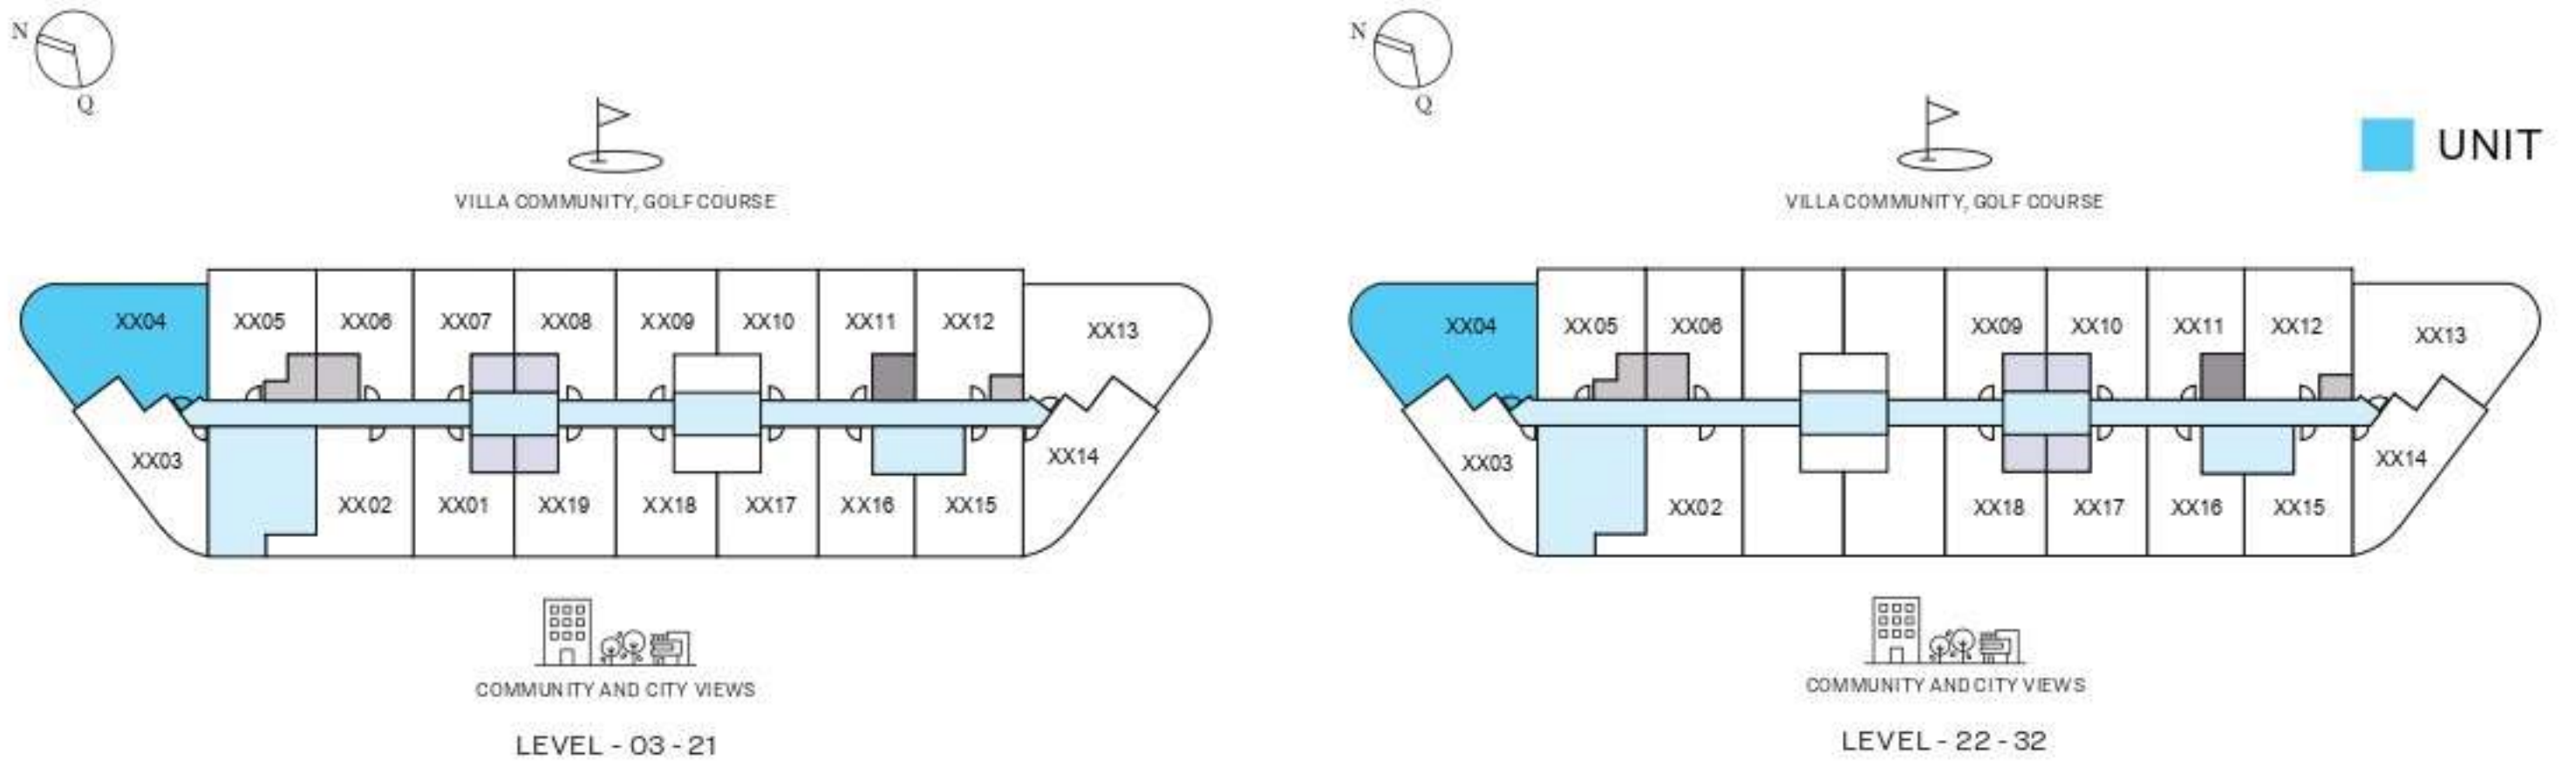 N
Q
VILLA COMMUNITY, GOLF COURSE
XX04
XX05
XX06
XX07
XX08
XX09
XX10
XX11
XX12
XX13
XX03
XX02
XX01
XX19
XX18
XX17
XX16
XX15
XX14
COMMUNITY AND CITY VIEWS
LEVEL - 03 - 21
N
Q
VILLA COMMUNITY, GOLF COURSE
UNIT
XX04
XX05
XX06
XX09
XX10
XX11
XX12
XX13
XX03
XX02
XX18
XX17
XX16
XX15
XX14
COMMUNITY AND CITY VIEWS
LEVEL - 22 - 32